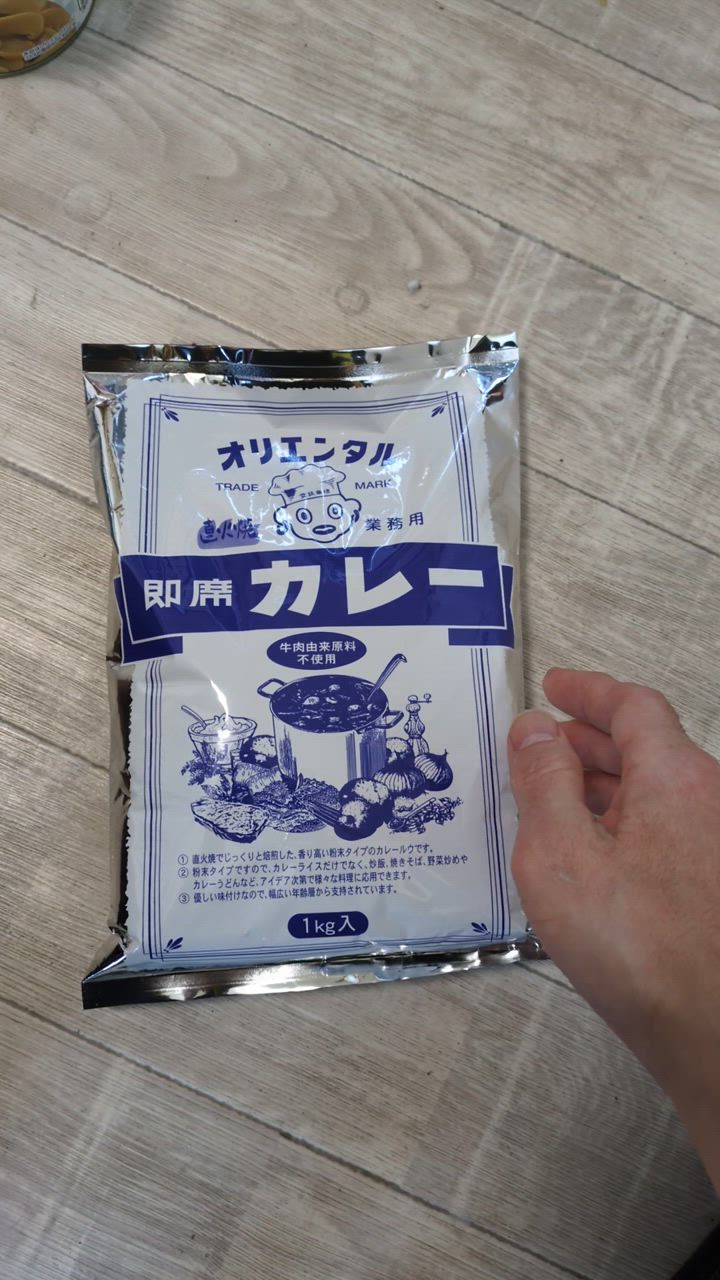 オリエンタル
TRADE MARK
直火焼 業務用
即席 カレー
牛肉由来原料
不使用
① 直火焼でじっくりと焙煎した、香り高い粉末タイプのカレールウです。
② 粉末タイプですので、カレーライスだけでなく、炒飯、焼きそば、野菜炒めや
カレーうどんなど、アイデア次第で様々な料理に応用できます。
③ 優しい味付けなので、幅広い年齢層から支持されています。
1kg入